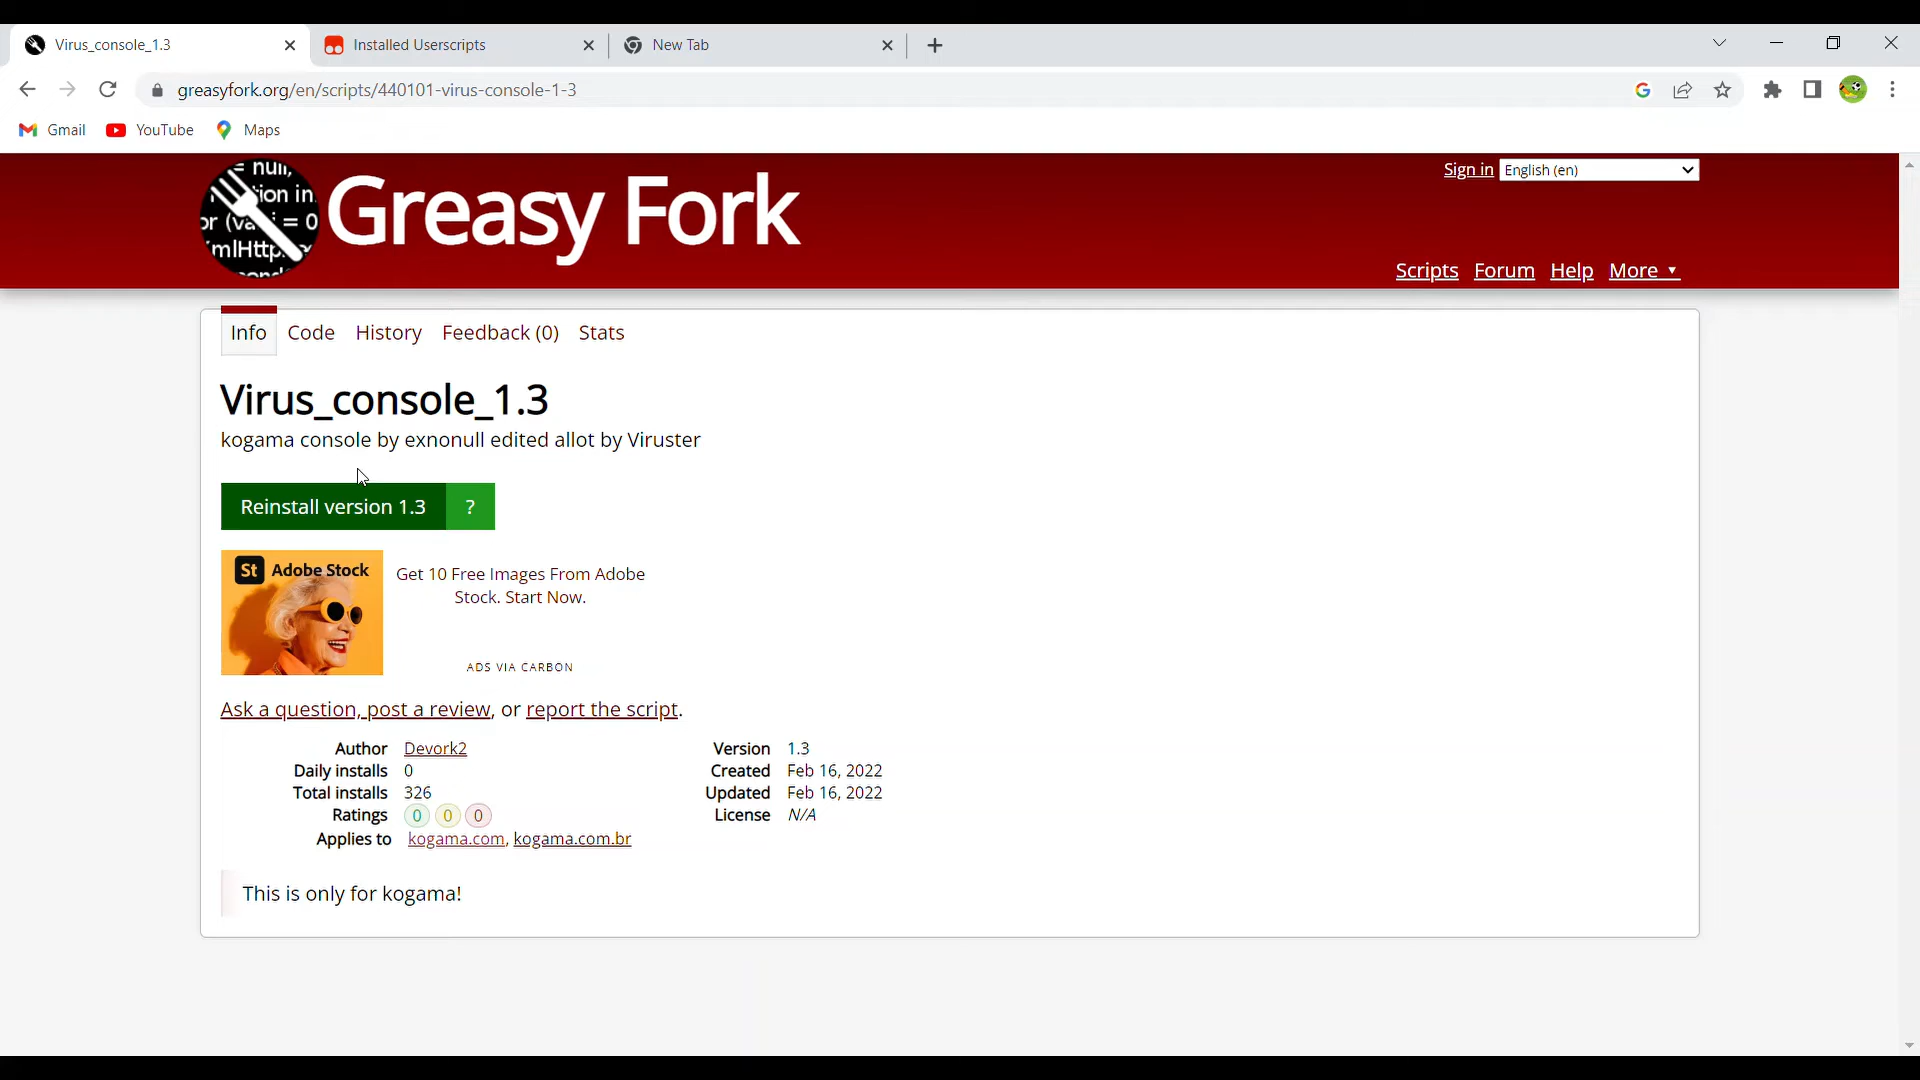 Virus_console_1.3
Installed Userscripts
New Tab
greasyfork.org/en/scripts/440101-virus-console-1-3
Gmail YouTube Maps
Greasy Fork
Sign in English (en)
Scripts Forum Help More
Info Code History Feedback (0) Stats
Virus_console_1.3
kogama console by exnonull edited allot by Viruster
Reinstall version 1.3 ?
St Adobe Stock
Get 10 Free Images From Adobe
Stock. Start Now.
ADS VIA CARBON
Ask a question, post a review, or report the script.
Author Devork2 Version 1.3
Daily installs 0 Created Feb 16, 2022
Total installs 326 Updated Feb 16, 2022
Ratings 0 0 0 License N/A
Applies to kogama.com, kogama.com.br
This is only for kogama!